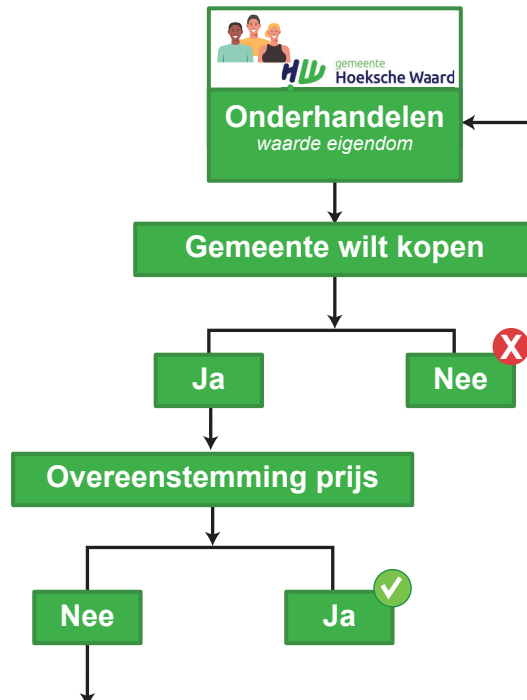 gemeente
Hoeksche Waard
Onderhandelen
waarde eigendom
Gemeente wilt kopen
Ja
Nee
X
Overeenstemming prijs
Nee
Ja